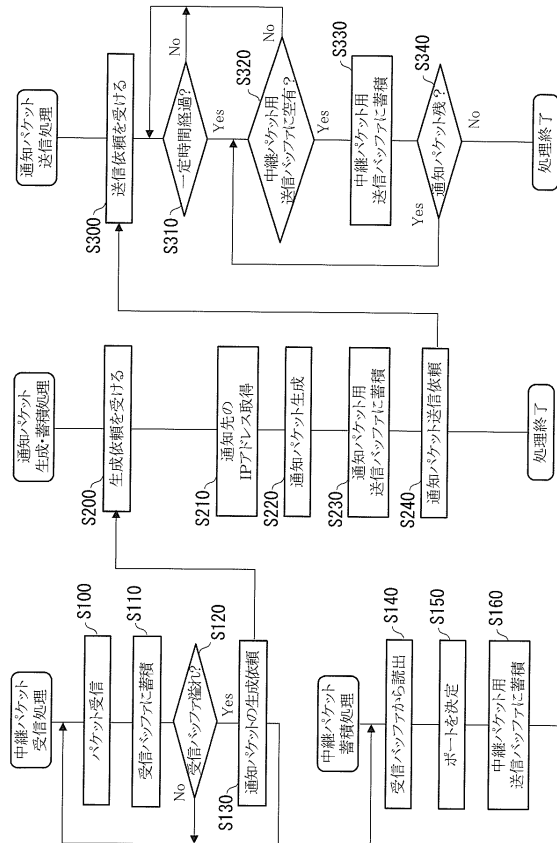 中継パケット
受信処理
パケット受信
S100
受信バッファに蓄積
S110
受信バッファ溢れ?
S120
No
Yes
通知パケットの生成依頼
S130
中継パケット
蓄積処理
受信バッファから読出
S140
ポートを決定
S150
中継パケット用
送信バッファに蓄積
S160
通知パケット
生成・蓄積処理
生成依頼を受ける
S200
通知先の
IPアドレス取得
S210
通知パケット生成
S220
通知パケット用
送信バッファに蓄積
S230
通知パケット送信依頼
S240
処理終了
通知パケット
送信処理
送信依頼を受ける
S300
一定時間経過?
S310
No
Yes
中継パケット用
送信バッファに空有?
S320
No
Yes
中継パケット用
送信バッファに蓄積
S330
通知パケット残?
S340
Yes
No
処理終了